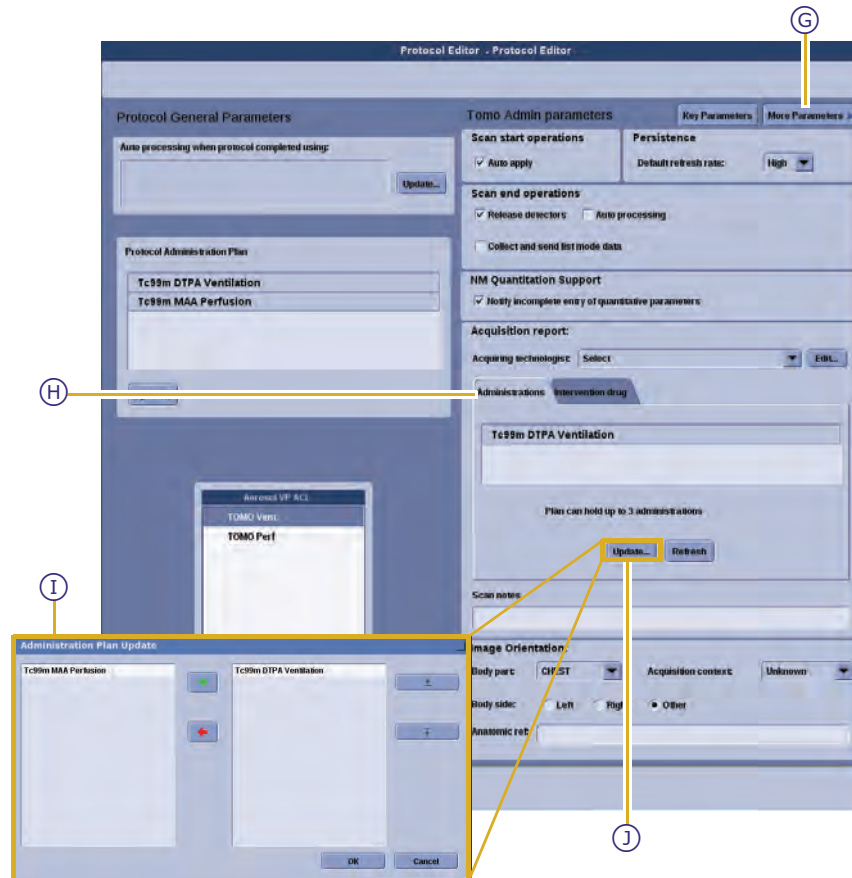 G
Protocol Editor - Protocol Editor
Protocol General Parameters
Tomo Admin parameters
Key Parameters
More Parameters »
Auto processing when protocol completed using:
Update...
Scan start operations
Auto apply
Persistence
Default refresh rate: High
Scan end operations
Release detectors Auto processing
Collect and send list mode data
Protocol Administration Plan
Tc99m DTPA Ventilation
Tc99m MAA Perfusion
NM Quantitation Support
Notify incomplete entry of quantitative parameters
Acquisition report:
Acquiring technologist: Select Edit...
H
Administrations Intervention drug
Tc99m DTPA Ventilation
Plan can hold up to 3 administrations
Update... Refresh
Aerosol VP AC1
TOMO Vent
TOMO Perf
Scan notes
Image Orientation:
Body part: CHEST Acquisition context: Unknown
Body side: Left Righ Other
Anatomic ref:
I
Administration Plan Update
Tc99m MAA Perfusion
Tc99m DTPA Ventilation
OK Cancel
J